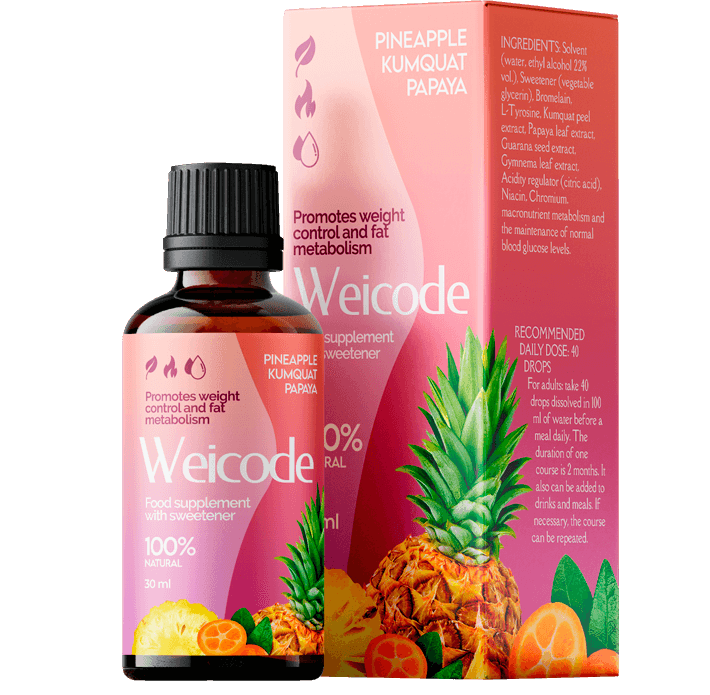 PINEAPPLE
KUMQUAT
PAPAYA
Promotes weight
control and fat
metabolism
Weicode
supplement
sweetener
0%
RAL
ml
INGREDIENTS: Solvent
(water, ethyl alcohol 22%
vol.), Sweetener (vegetable
glycerin), Bromelain,
L-Tyrosine, Kumquat peel
extract, Papaya leaf extract,
Guarana seed extract,
Gymnema leaf extract,
Acidity regulator (citric acid),
Niacin, Chromium,
macronutrient metabolism and
the maintenance of normal
blood glucose levels.
RECOMMENDED
DAILY DOSE: 40
DROPS
For adults: take 40
drops dissolved in 100
ml of water before a
meal daily. The
duration of one
course is 2 months. It
also can be added to
drinks and meals. If
necessary, the course
can be repeated.
PINEAPPLE
KUMQUAT
PAPAYA
Promotes weight
control and fat
metabolism
Weicode
Food supplement
with sweetener
100%
NATURAL
30 ml